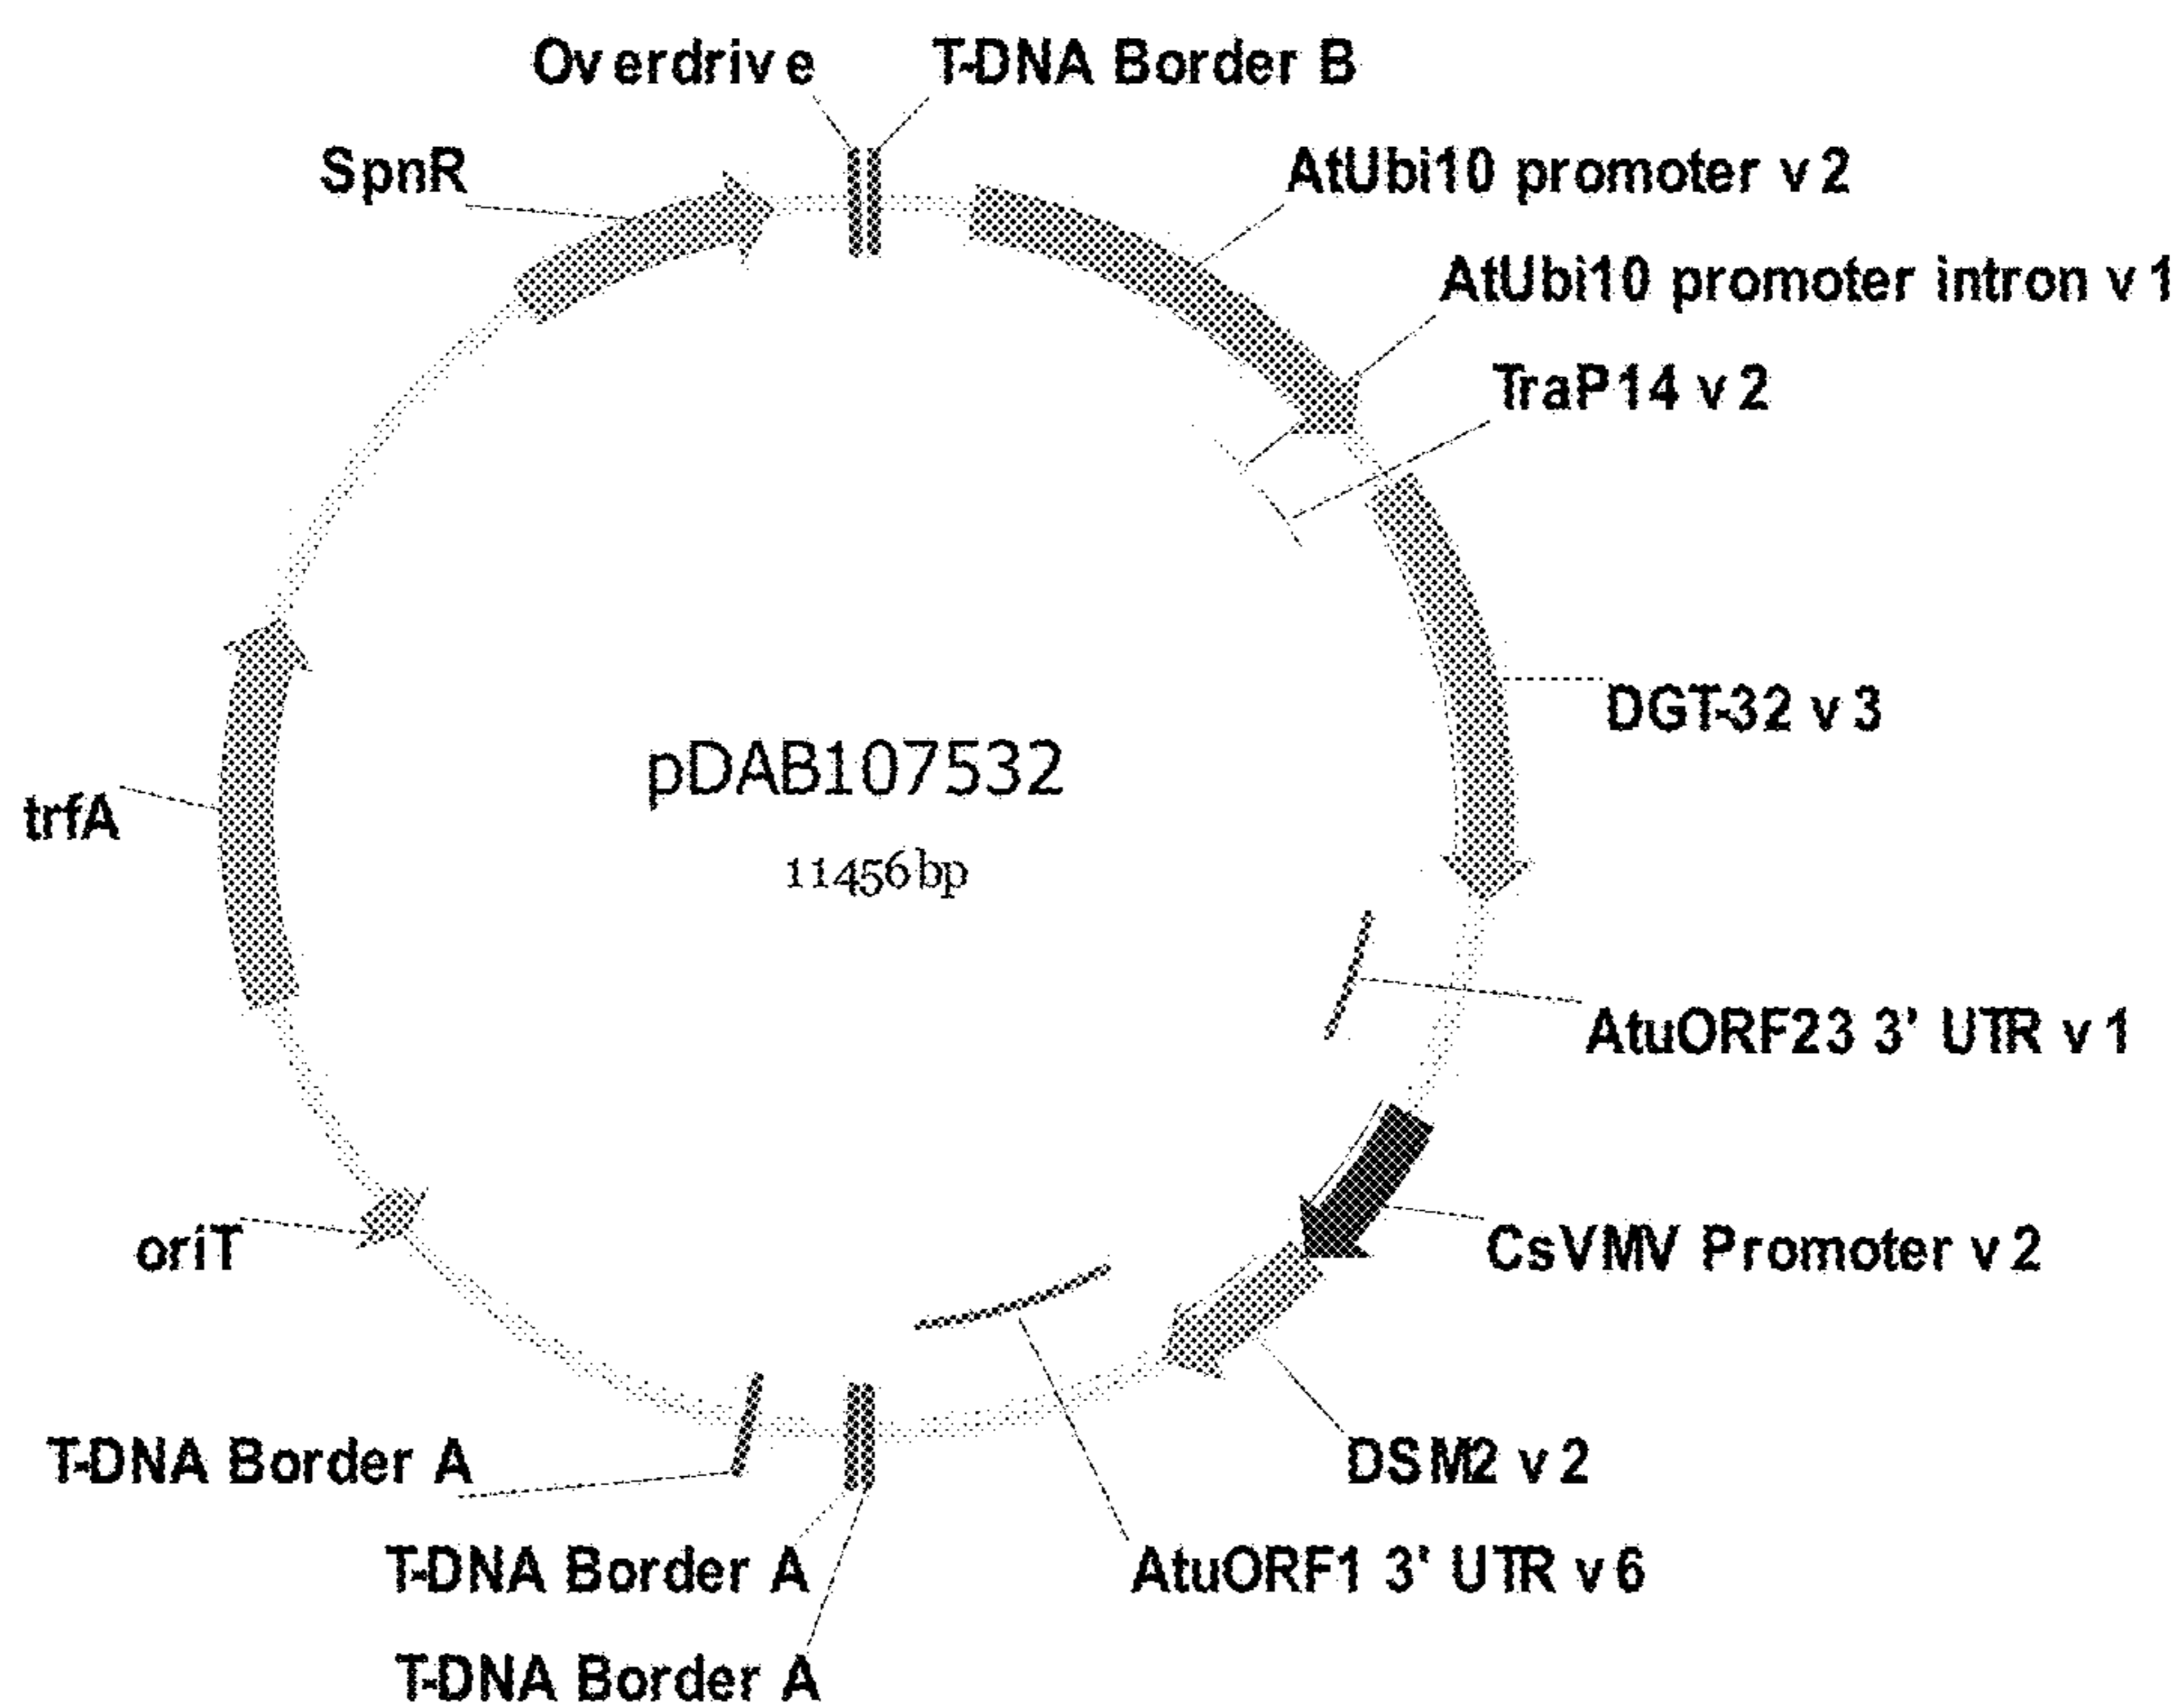 Overdrive
T-DNA Border B
SpnR
AtUbi10 promoter v2
AtUbi10 promoter intron v1
TraP14 v2
DGT-32 v3
pDAB107532
11456 bp
trfA
AtuORF23 3' UTR v1
oriT
CsVMV Promoter v2
T-DNA Border A
DSM2 v2
T-DNA Border A
AtuORF1 3' UTR v6
T-DNA Border A